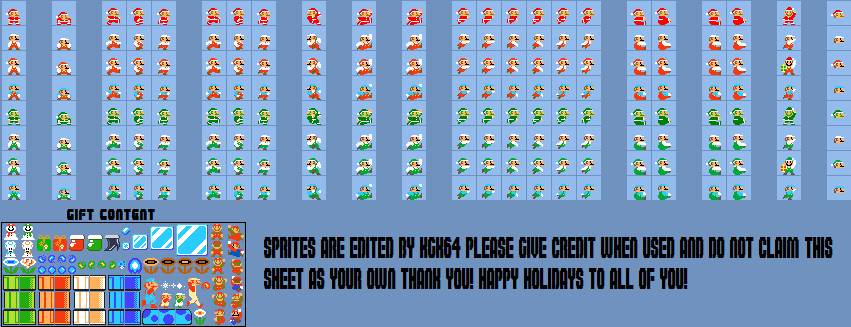 GIFT CONTENT
SPRITES ARE EDITED BY KGK64 PLEASE GIVE CREDIT WHEN USED AND DO NOT CLAIM THIS
SHEET AS YOUR OWN THANK YOU! HAPPY HOLIDAYS TO ALL OF YOU!